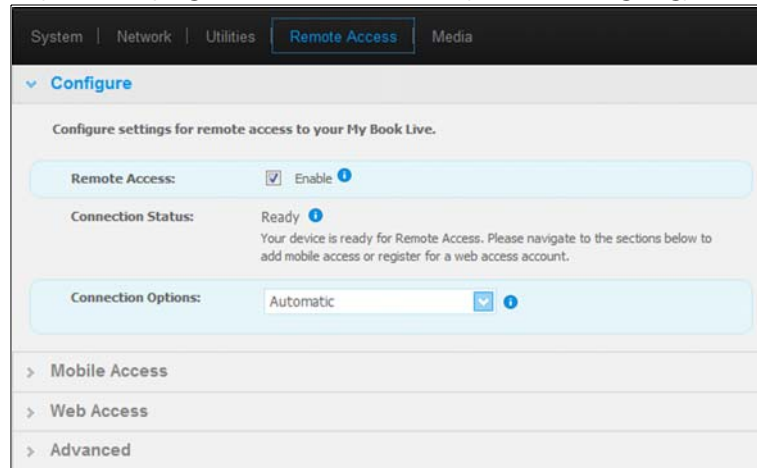 System | Network | Utilities | Remote Access | Media
Configure
Configure settings for remote access to your My Book Live.
Remote Access: Enable
Connection Status: Ready
Your device is ready for Remote Access. Please navigate to the sections below to
add mobile access or register for a web access account.
Connection Options: Automatic
Mobile Access
Web Access
Advanced